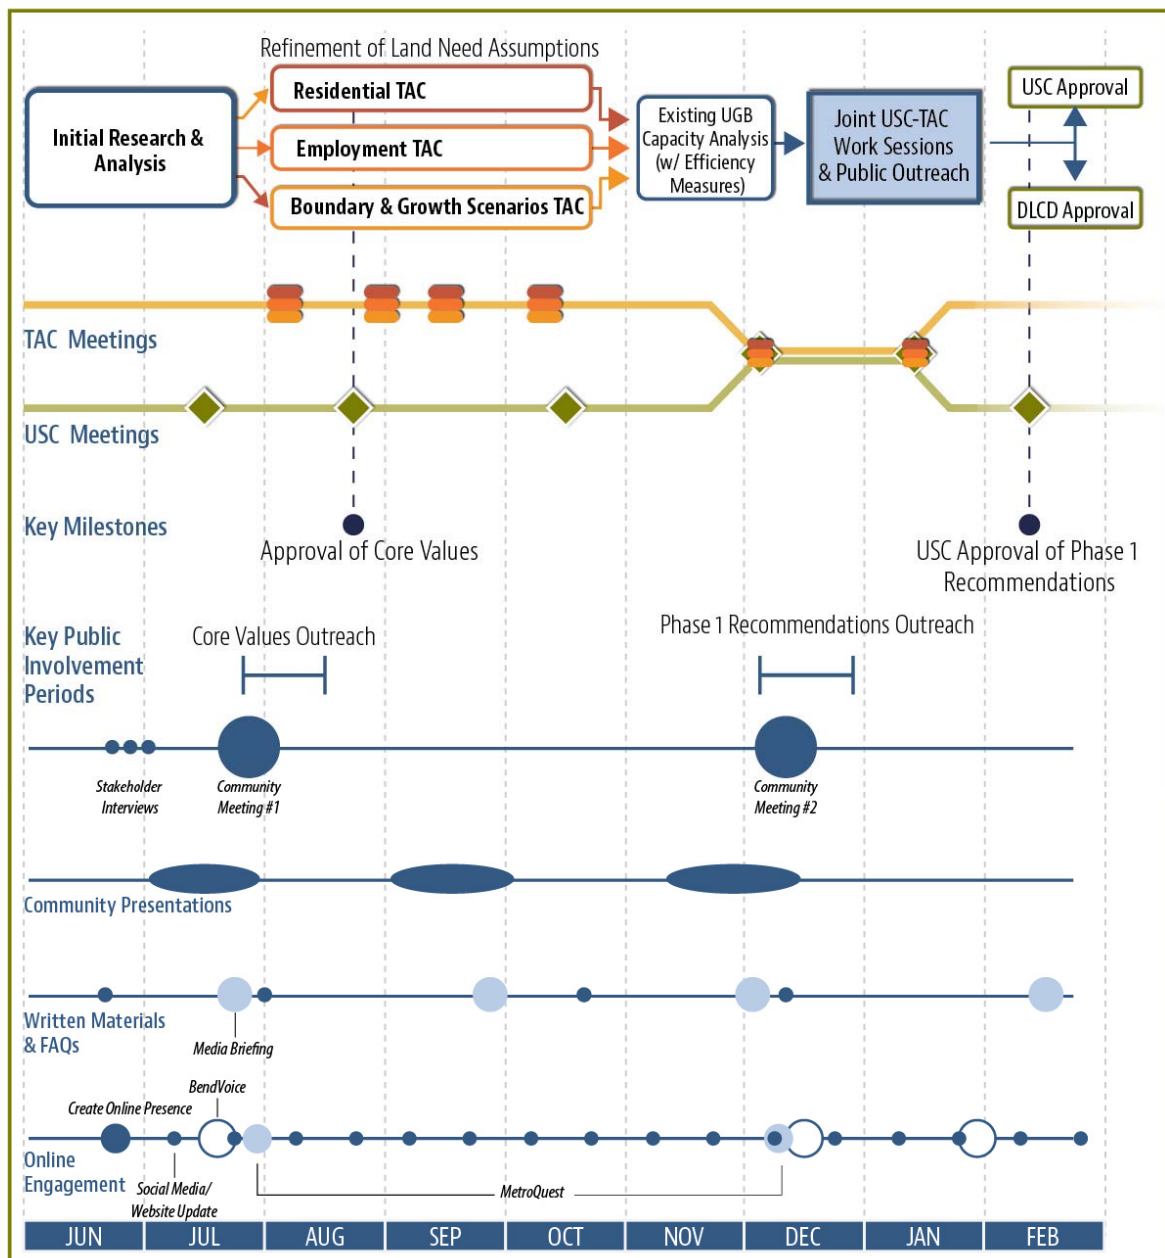 Refinement of Land Need Assumptions
Initial Research &
Analysis
Residential TAC
Employment TAC
Boundary & Growth Scenarios TAC
Existing UGB
Capacity Analysis
(w/ Efficiency
Measures)
Joint USC-TAC
Work Sessions
& Public Outreach
USC Approval
DLCD Approval
TAC Meetings
USC Meetings
Key Milestones
Approval of Core Values
USC Approval of Phase 1
Recommendations
Key Public
Involvement
Periods
Core Values Outreach
Phase 1 Recommendations Outreach
Stakeholder
Interviews
Community
Meeting #1
Community
Meeting #2
Community Presentations
Written Materials
& FAQs
Media Briefing
BendVoice
Create Online Presence
Online
Engagement
Social Media/
Website Update
MetroQuest
JUN JUL AUG SEP OCT NOV DEC JAN FEB